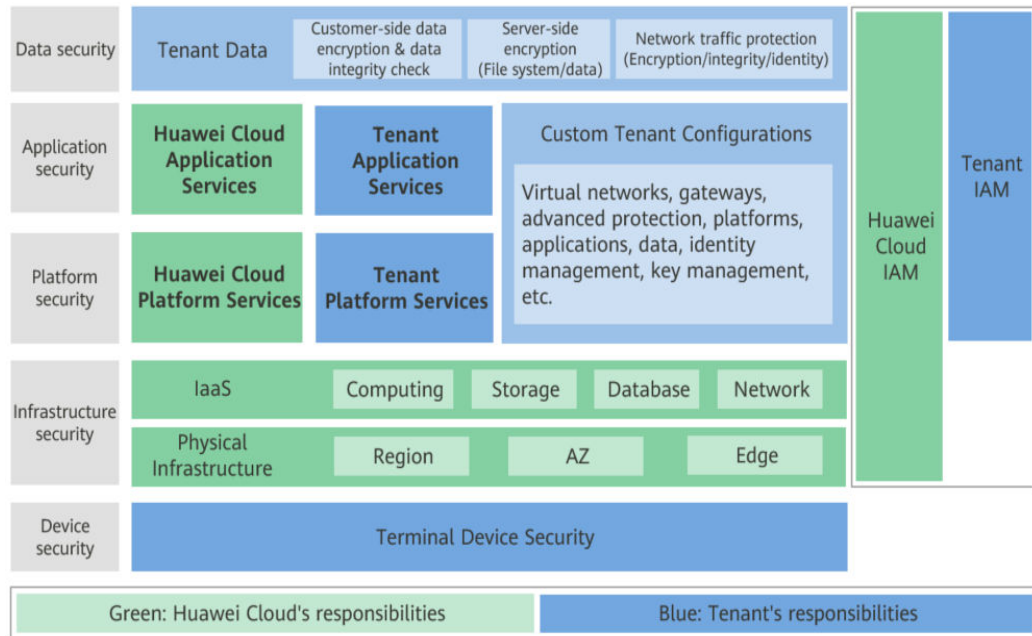 Data security
Tenant Data
Customer-side data
encryption & data
integrity check
Server-side
encryption
(File system/data)
Network traffic protection
(Encryption/integrity/identity)
Application
security
Huawei Cloud
Application
Services
Tenant
Application
Services
Custom Tenant Configurations
Virtual networks, gateways,
advanced protection, platforms,
applications, data, identity
management, key management,
etc.
Platform
security
Huawei Cloud
Platform Services
Tenant
Platform Services
Huawei
Cloud
IAM
Tenant
IAM
Infrastructure
security
IaaS
Computing
Storage
Database
Network
Physical
Infrastructure
Region
AZ
Edge
Device
security
Terminal Device Security
Green: Huawei Cloud's responsibilities
Blue: Tenant's responsibilities